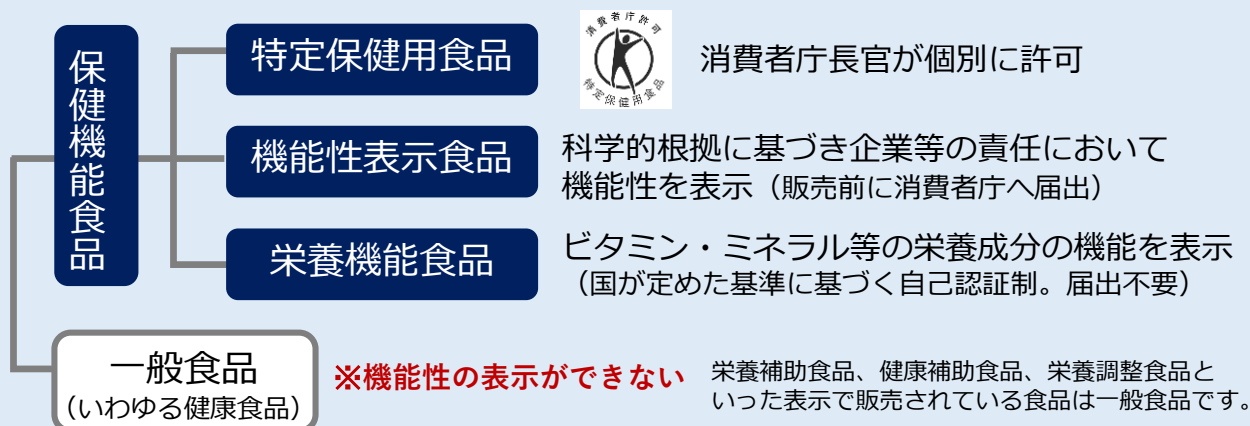 保健機能食品
特定保健用食品
消費者庁許可
特定保健用食品
消費者庁長官が個別に許可
機能性表示食品
科学的根拠に基づき企業等の責任において
機能性を表示（販売前に消費者庁へ届出）
栄養機能食品
ビタミン・ミネラル等の栄養成分の機能を表示
（国が定めた基準に基づく自己認証制。届出不要）
一般食品
（いわゆる健康食品）
※機能性の表示ができない
栄養補助食品、健康補助食品、栄養調整食品と
いった表示で販売されている食品は一般食品です。